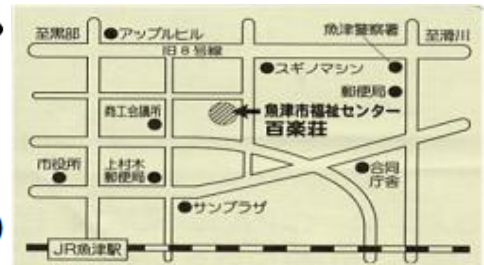 至黒部
●アップルヒル
魚津警察署
至滑川
旧8号線
●スギノマシン
郵便局●
商工会議所
魚津市福祉センター
百楽荘
市役所
上村木
郵便局●
●合同
庁舎
●サンプラザ
JR魚津駅